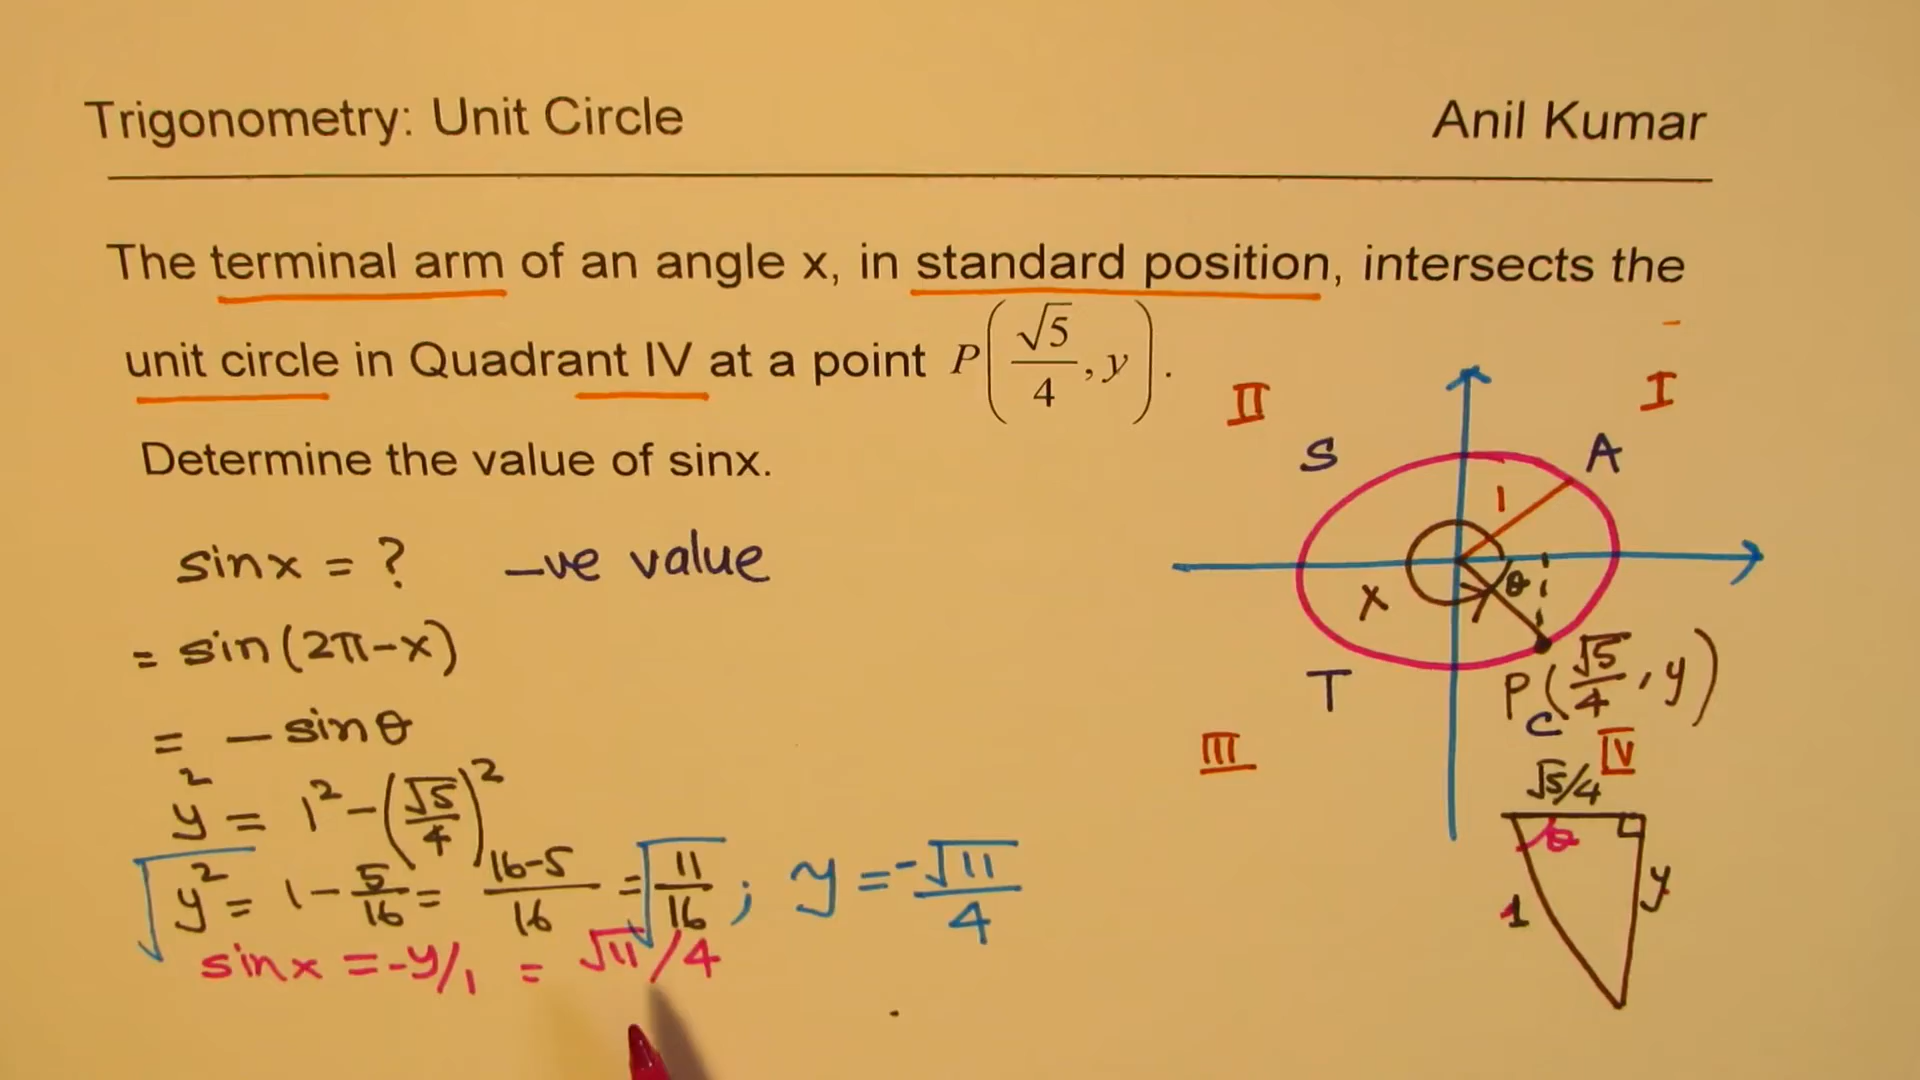 Trigonometry: Unit Circle
Anil Kumar
The terminal arm of an angle x, in standard position, intersects the
unit circle in Quadrant IV at a point P(√5/4, y).
Determine the value of sinx.
sinx = ? -ve value
= sin(2π-x)
= - sinθ
y² = 1² - (√5/4)²
√y² = 1 - 5/16 = 16-5/16 = √11/16 ; y = -√11/4
sinx = -y/1 = √11/4
II
I
S
A
1
θ
x
T
P(√5/4, y)
C
III
IV
√5/4
θ
1
y